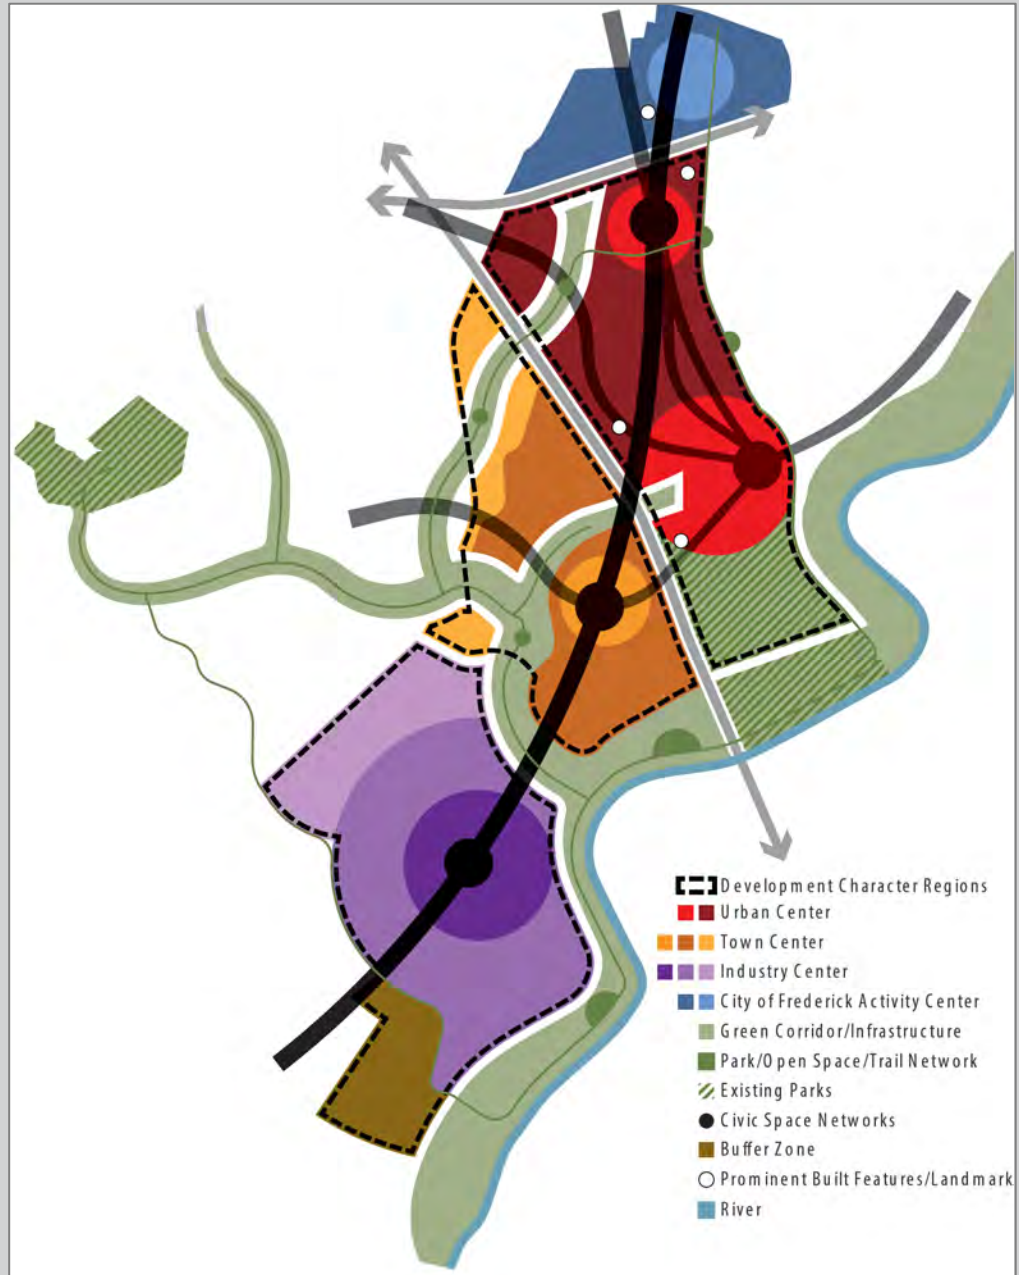 Development Character Regions
Urban Center
Town Center
Industry Center
City of Frederick Activity Center
Green Corridor/Infrastructure
Park/Open Space/Trail Network
Existing Parks
Civic Space Networks
Buffer Zone
Prominent Built Features/Landmark
River